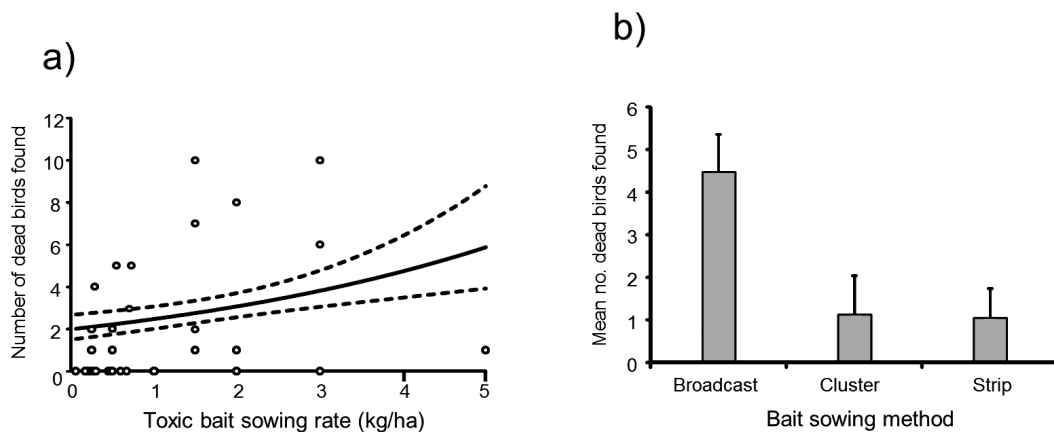 a)
Number of dead birds found
12
10
8
6
4
2
0
0 1 2 3 4 5
Toxic bait sowing rate (kg/ha)
b)
Mean no. dead birds found
6
5
4
3
2
1
0
Broadcast Cluster Strip
Bait sowing method